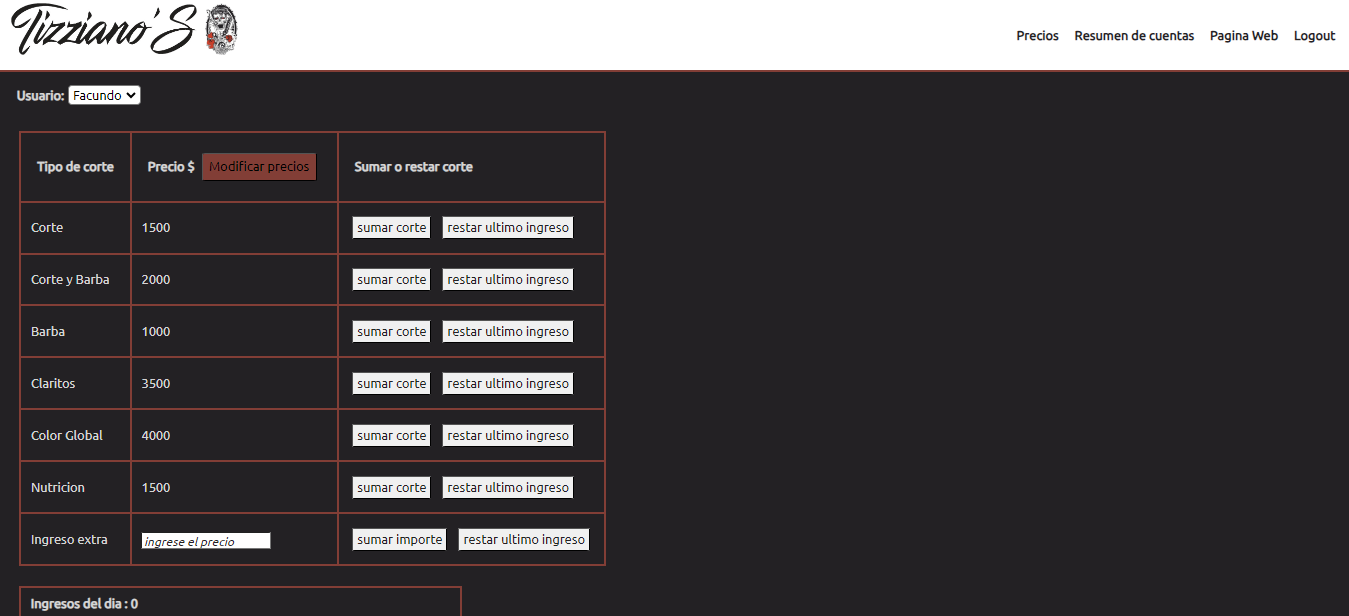 Tizziano'S
Precios Resumen de cuentas Pagina Web Logout
Usuario: Facundo
Tipo de corte Precio $ Modificar precios Sumar o restar corte
Corte 1500 sumar corte restar ultimo ingreso
Corte y Barba 2000 sumar corte restar ultimo ingreso
Barba 1000 sumar corte restar ultimo ingreso
Claritos 3500 sumar corte restar ultimo ingreso
Color Global 4000 sumar corte restar ultimo ingreso
Nutricion 1500 sumar corte restar ultimo ingreso
Ingreso extra ingrese el precio sumar importe restar ultimo ingreso
Ingresos del dia : 0